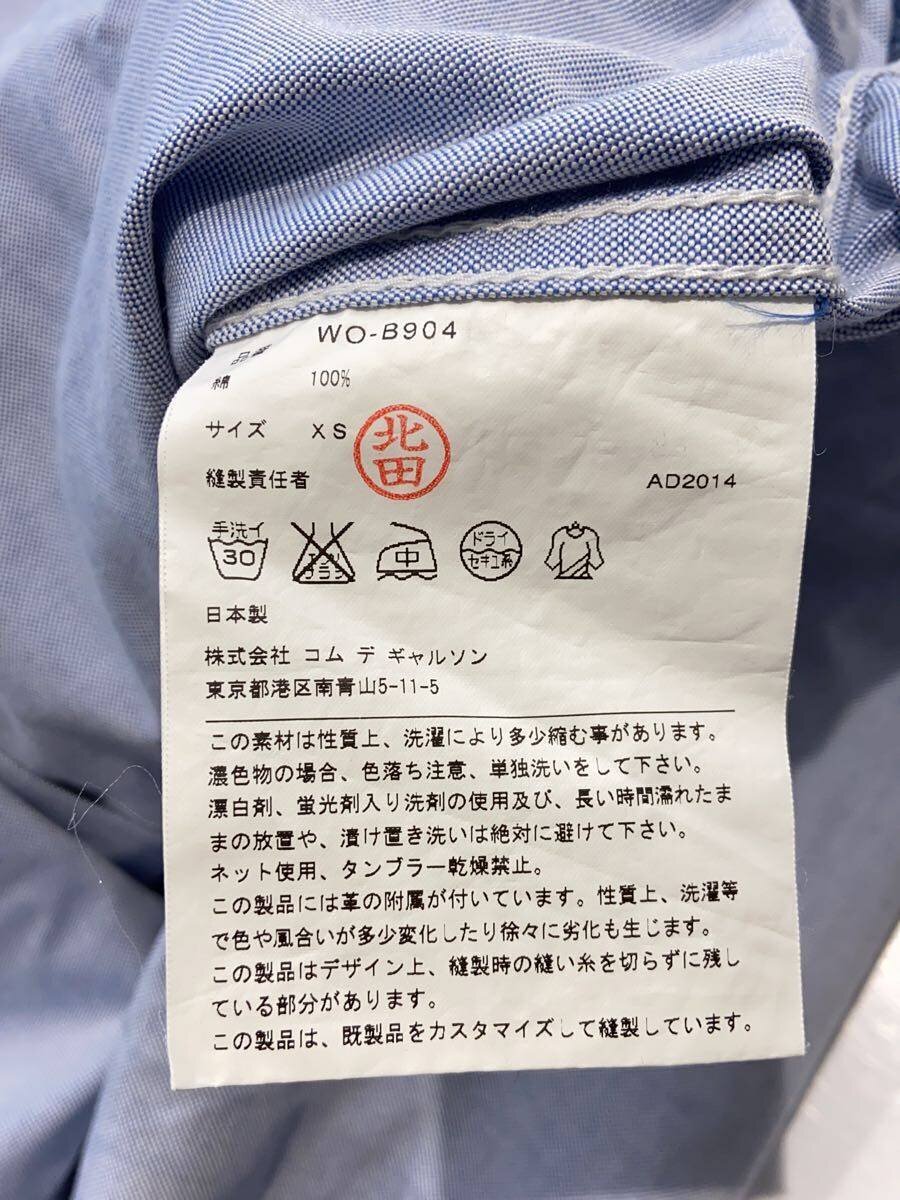 品番 WO-B904
綿 100%
サイズ XS
北田
縫製責任者 AD2014
手洗イ
30
エンソ
サラシ
中
ドライ
セキユ系
日本製
株式会社 コム デ ギャルソン
東京都港区南青山5-11-5
この素材は性質上、洗濯により多少縮む事があります。
濃色物の場合、色落ち注意、単独洗いをして下さい。
漂白剤、蛍光剤入り洗剤の使用及び、長い時間濡れたま
まの放置や、漬け置き洗いは絶対に避けて下さい。
ネット使用、タンブラー乾燥禁止。
この製品には革の附属が付いています。性質上、洗濯等
で色や風合いが多少変化したり徐々に劣化も生じます。
この製品はデザイン上、縫製時の縫い糸を切らずに残し
ている部分があります。
この製品は、既製品をカスタマイズして縫製しています。